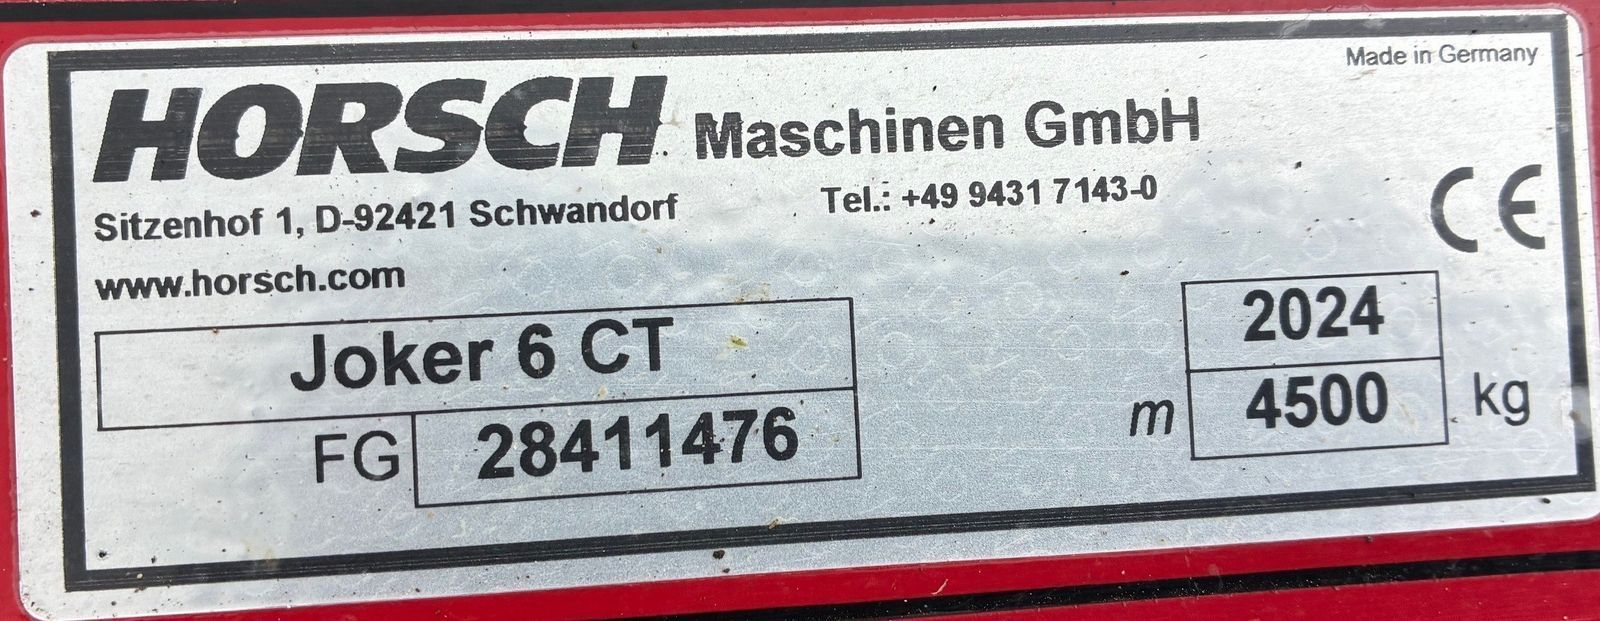 Made in Germany
HORSCH Maschinen GmbH
Sitzenhof 1, D-92421 Schwandorf Tel.: +49 9431 7143-0
www.horsch.com
CE
Joker 6 CT 2024
FG 28411476 m 4500 kg